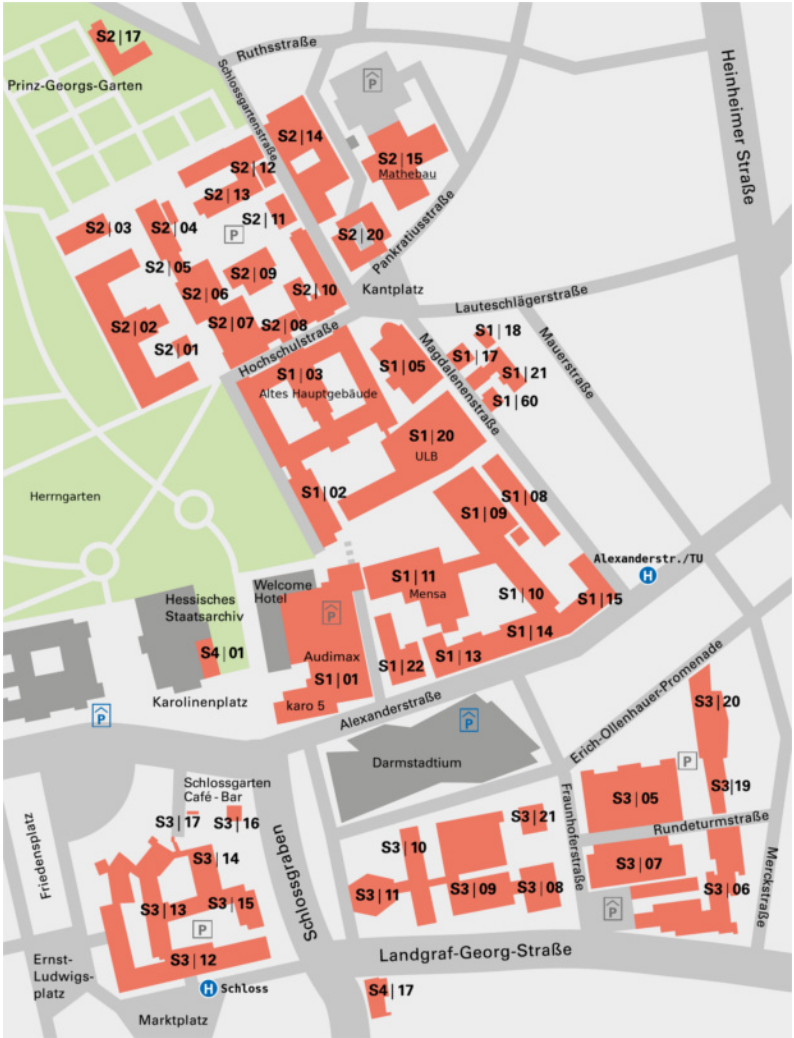 S2|17
Ruthsstraße
Prinz-Georgs-Garten
Schlossgartenstraße
Heinheimer Straße
P
S2|14
S2|15
Mathebau
S2|12
S2|13
S2|11
S2|03
S2|04
P
S2|20
Pankratiusstraße
S2|05
S2|09
S2|06
S2|10
Kantplatz
S2|02
S2|07
S2|08
S2|01
Hochschulstraße
Lauteschlägerstraße
Mauerstraße
Magdalenenstraße
S1|18
S1|17
S1|21
S1|60
S1|03
Altes Hauptgebäude
S1|05
S1|20
ULB
S1|02
S1|08
S1|09
Herrngarten
Alexanderstr./TU
H
S1|11
Mensa
S1|10
S1|15
Welcome
Hotel
Hessisches
Staatsarchiv
P
S4|01
Audimax
S1|01
karo 5
S1|22
S1|13
S1|14
Karolinenplatz
P
Alexanderstraße
P
Darmstadtium
Erich-Ollenhauer-Promenade
S3|20
P
S3|19
S3|05
Rundeturmstraße
Fraunhoferstraße
S3|07
S3|06
Merckstraße
P
Friedensplatz
Schlossgarten
Café-Bar
S3|17
S3|16
S3|14
S3|15
S3|13
P
S3|12
Schlossgraben
S3|10
S3|21
S3|11
S3|09
S3|08
Landgraf-Georg-Straße
Ernst-
Ludwigs-
platz
H Schloss
S4|17
Marktplatz